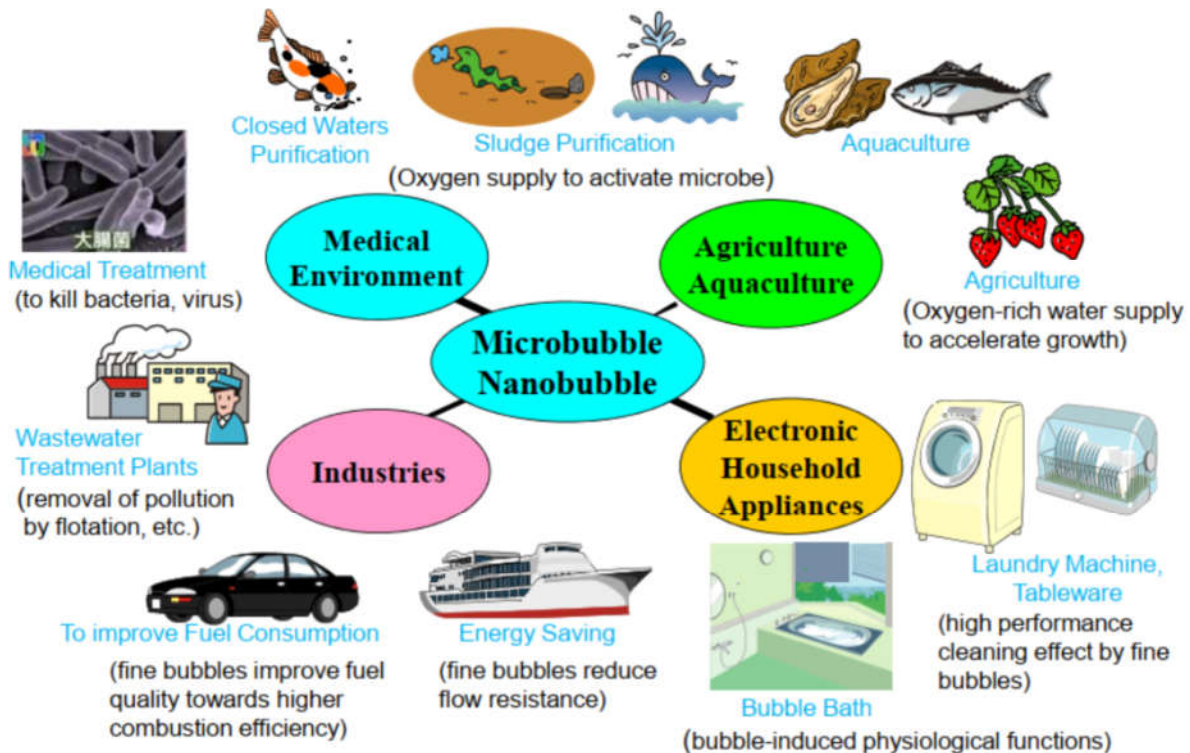 Closed Waters
Purification
Sludge Purification
(Oxygen supply to activate microbe)
Aquaculture
大腸菌
Medical Treatment
(to kill bacteria, virus)
Medical
Environment
Agriculture
Aquaculture
Agriculture
(Oxygen-rich water supply
to accelerate growth)
Microbubble
Nanobubble
Wastewater
Treatment Plants
(removal of pollution
by flotation, etc.)
Industries
Electronic
Household
Appliances
Laundry Machine,
Tableware
(high performance
cleaning effect by fine
bubbles)
To improve Fuel Consumption
(fine bubbles improve fuel
quality towards higher
combustion efficiency)
Energy Saving
(fine bubbles reduce
flow resistance)
Bubble Bath
(bubble-induced physiological functions)